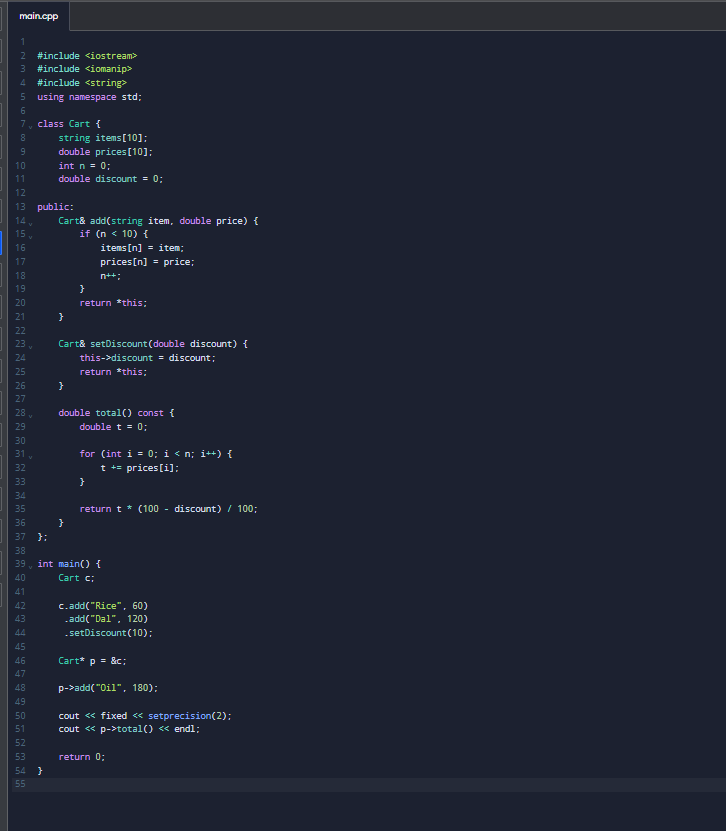 main.cpp
1
2 #include <iostream>
3 #include <iomanip>
4 #include <string>
5 using namespace std;
6
7 class Cart {
8     string items[10];
9     double prices[10];
10     int n = 0;
11     double discount = 0;
12
13 public:
14     Cart& add(string item, double price) {
15         if (n < 10) {
16             items[n] = item;
17             prices[n] = price;
18             n++;
19         }
20         return *this;
21     }
22
23     Cart& setDiscount(double discount) {
24         this->discount = discount;
25         return *this;
26     }
27
28     double total() const {
29         double t = 0;
30
31         for (int i = 0; i < n; i++) {
32             t += prices[i];
33         }
34
35         return t * (100 - discount) / 100;
36     }
37 };
38
39 int main() {
40     Cart c;
41
42     c.add("Rice", 60)
43      .add("Dal", 120)
44      .setDiscount(10);
45
46     Cart* p = &c;
47
48     p->add("Oil", 180);
49
50     cout << fixed << setprecision(2);
51     cout << p->total() << endl;
52
53     return 0;
54 }
55